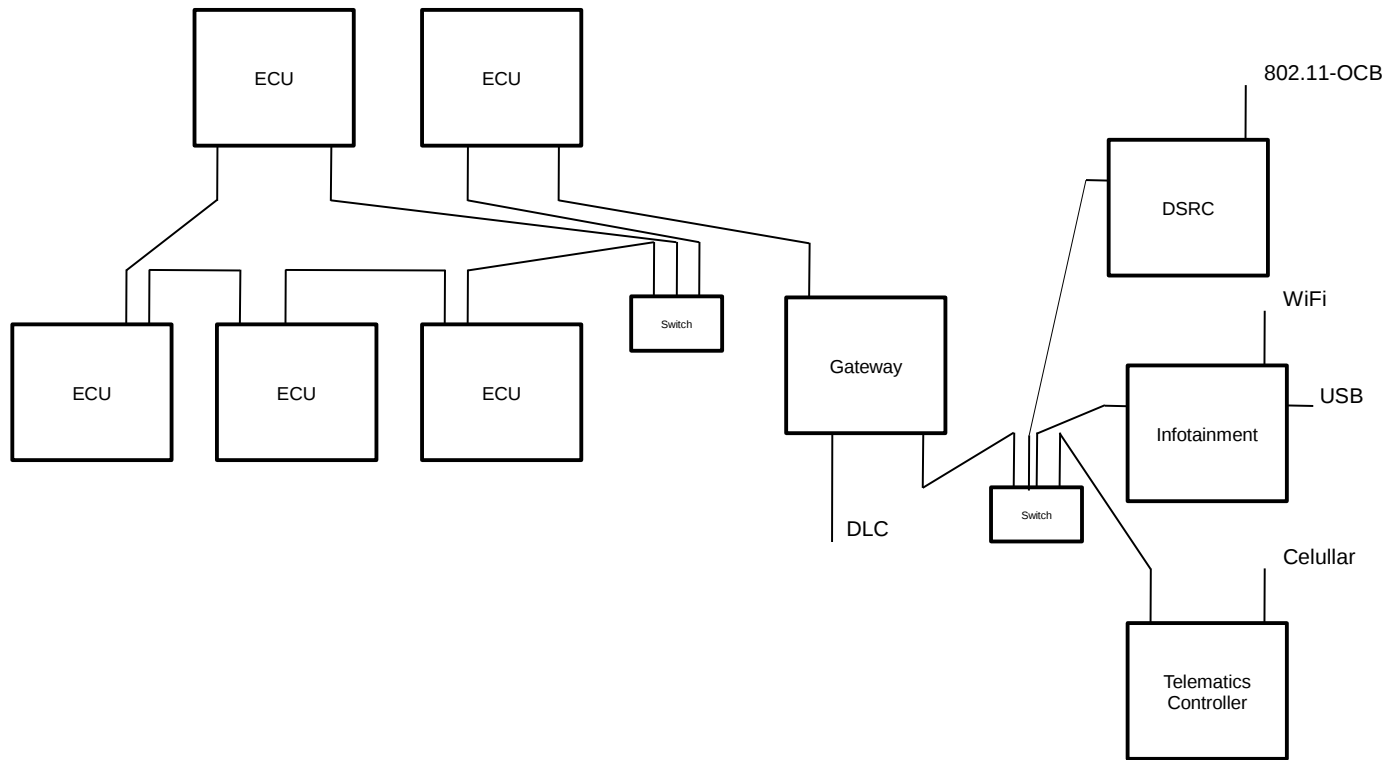 ECU
ECU
802.11-OCB
DSRC
WiFi
Switch
Gateway
ECU
ECU
ECU
USB
Infotainment
Switch
DLC
Celullar
Telematics
Controller